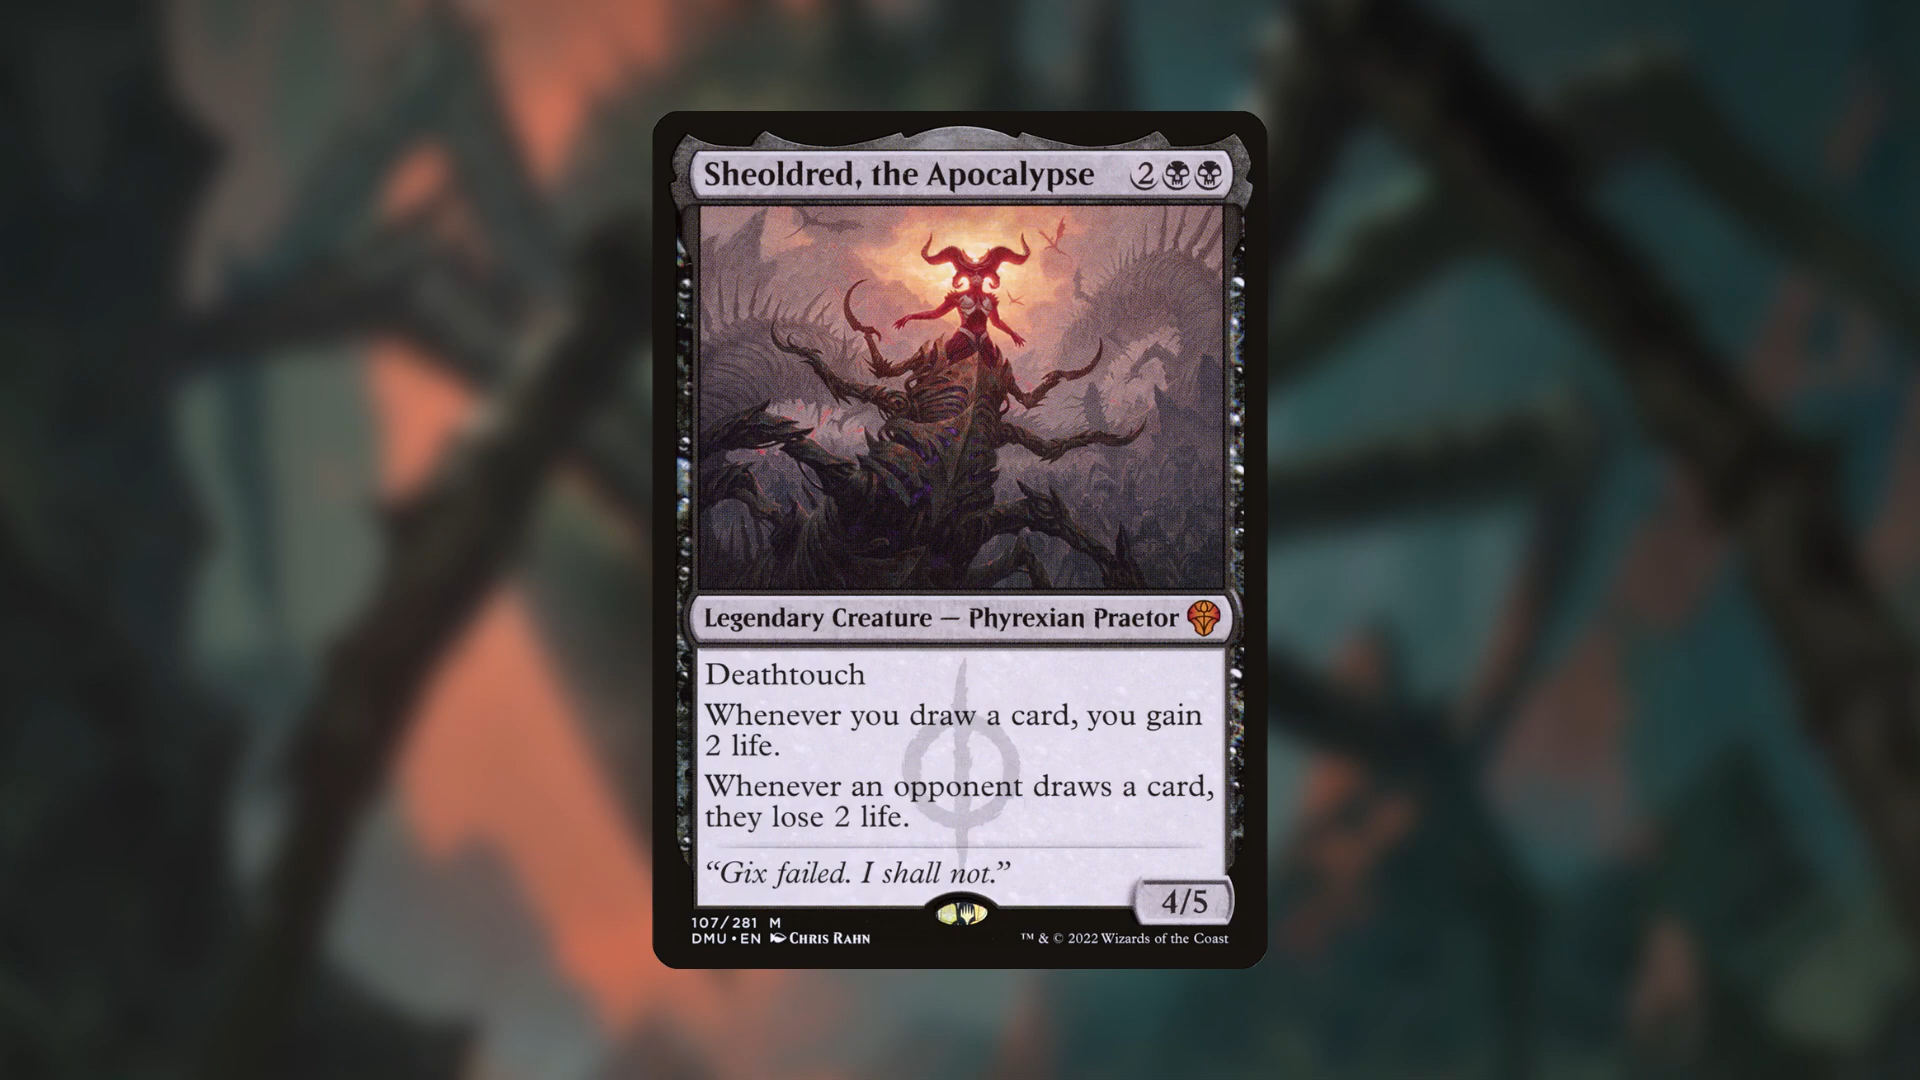 Sheoldred, the Apocalypse 2
Legendary Creature — Phyrexian Praetor
Deathtouch
Whenever you draw a card, you gain
2 life.
Whenever an opponent draws a card,
they lose 2 life.
“Gix failed. I shall not.”
4/5
107/281 M
DMU • EN Chris Rahn
™ & © 2022 Wizards of the Coast